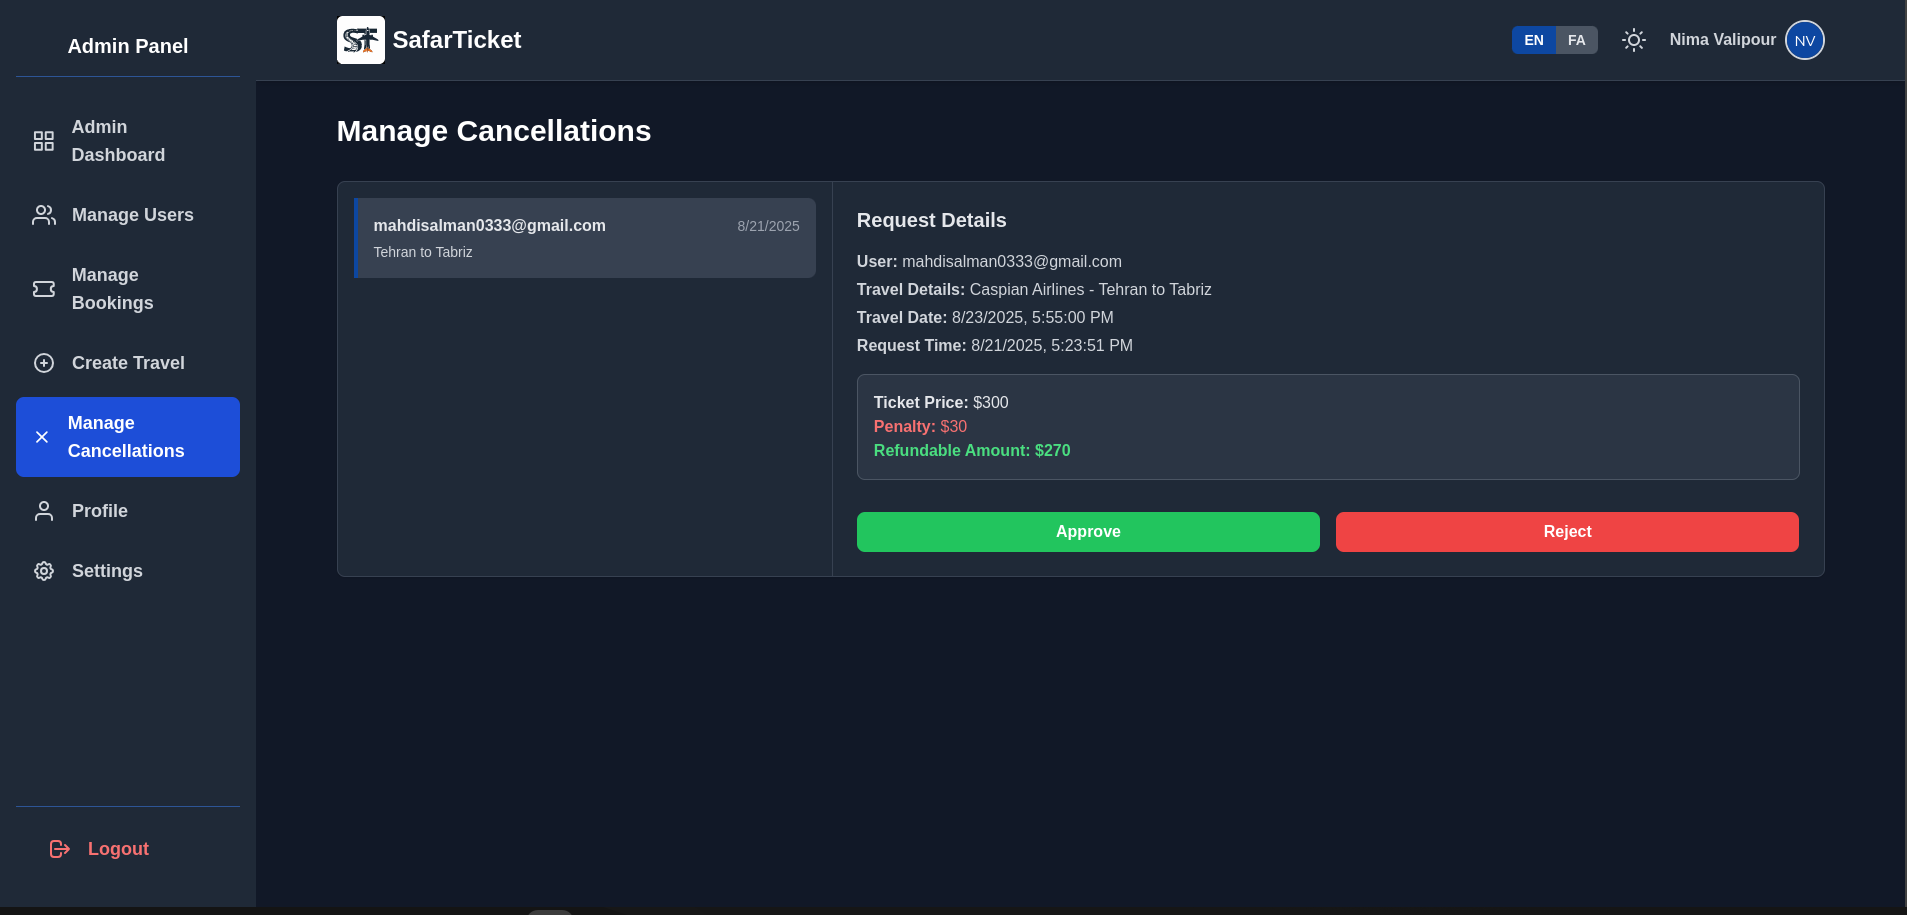 Admin Panel
Admin
Dashboard
Manage Users
Manage
Bookings
Create Travel
Manage
Cancellations
Profile
Settings
Logout
ST SafarTicket
EN FA
Nima Valipour NV
Manage Cancellations
mahdisalman0333@gmail.com 8/21/2025
Tehran to Tabriz
Request Details
User: mahdisalman0333@gmail.com
Travel Details: Caspian Airlines - Tehran to Tabriz
Travel Date: 8/23/2025, 5:55:00 PM
Request Time: 8/21/2025, 5:23:51 PM
Ticket Price: $300
Penalty: $30
Refundable Amount: $270
Approve Reject